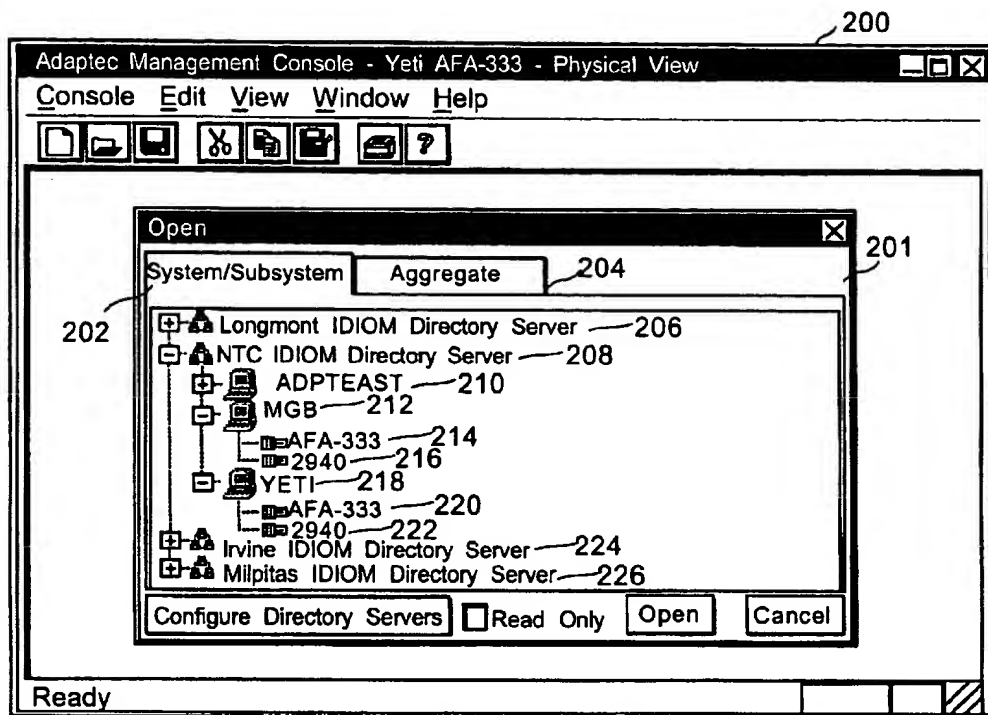 200
Adaptec Management Console - Yeti AFA-333 - Physical View
Console Edit View Window Help
?
Open
201
System/Subsystem Aggregate 204
202
Longmont IDIOM Directory Server 206
NTC IDIOM Directory Server 208
ADPTEAST 210
MGB 212
AFA-333 214
2940 216
YETI 218
AFA-333 220
2940 222
Irvine IDIOM Directory Server 224
Milpitas IDIOM Directory Server 226
Configure Directory Servers Read Only Open Cancel
Ready